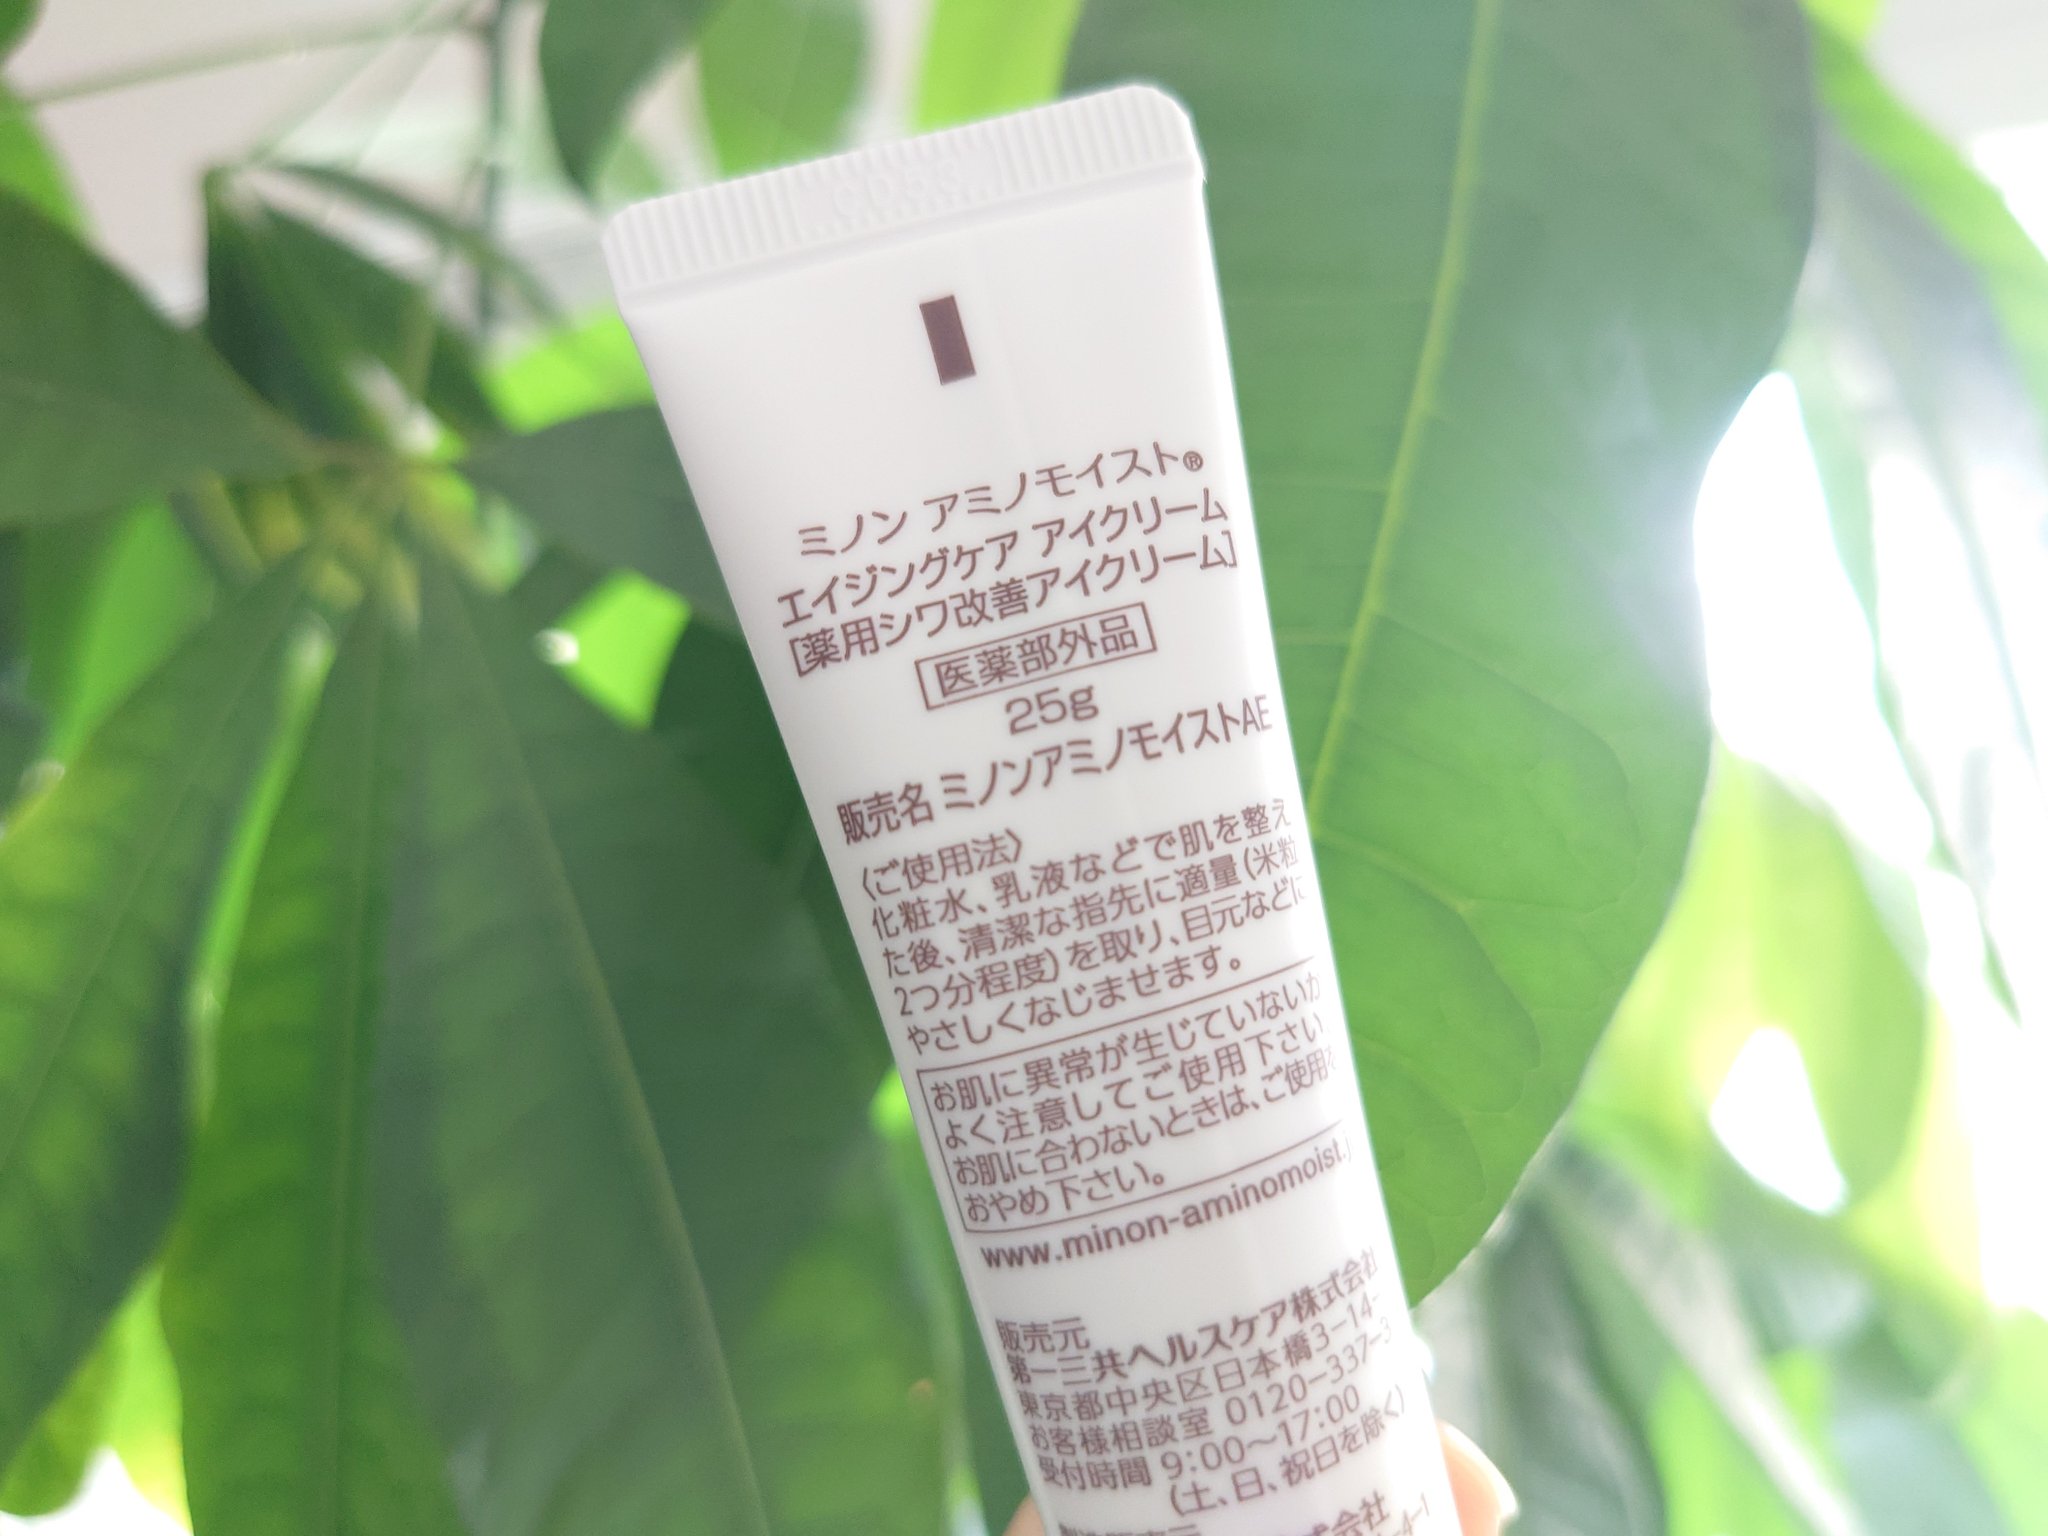 ミノン アミノモイスト®
エイジングケア アイクリーム
[薬用シワ改善アイクリーム]
医薬部外品
25g
販売名 ミノンアミノモイストAE
〈ご使用法〉
化粧水、乳液などで肌を整え
た後、清潔な指先に適量(米粒
2つ分程度)を取り、目元などに
やさしくなじませます。
お肌に異常が生じていないか
よく注意してご使用下さい
お肌に合わないときは、ご使用を
おやめ下さい。
www.minon-aminomoist.j
販売元
第一三共ヘルスケア株式会社
東京都中央区日本橋3-14-
お客様相談室 0120-337-3
受付時間 9:00～17:00
(土、日、祝日を除く)